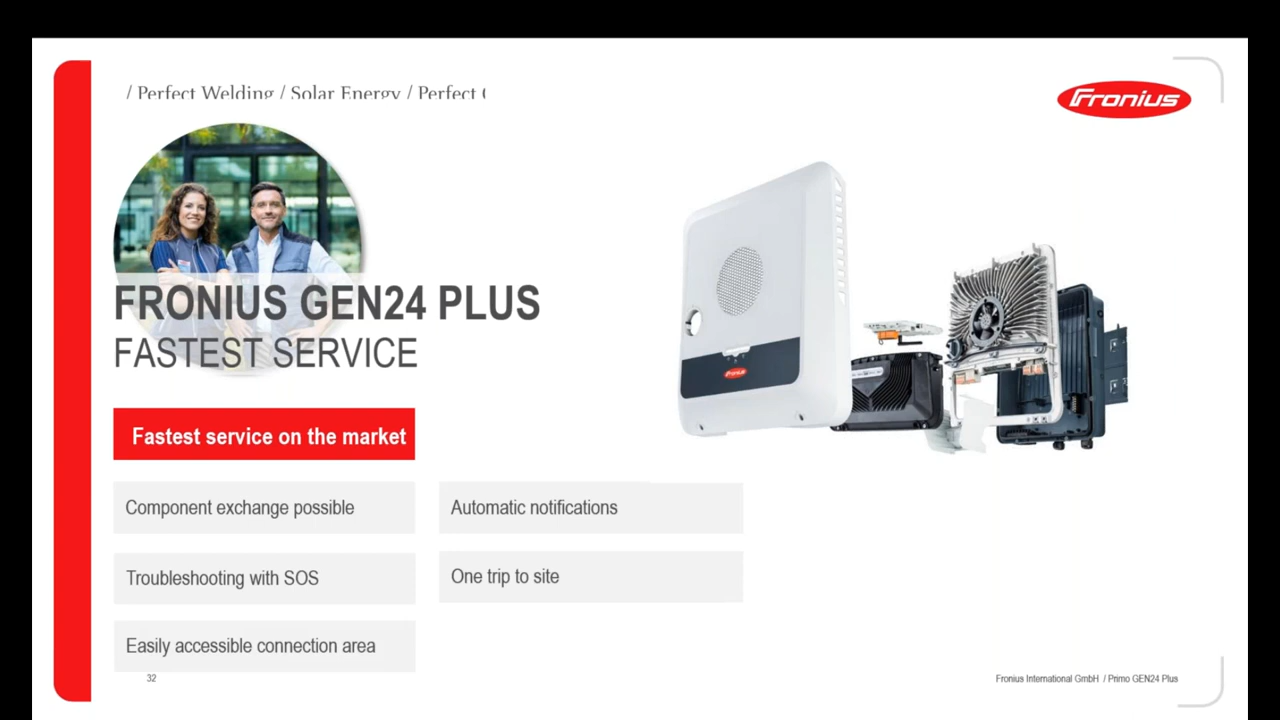 / Perfect Welding / Solar Energy / Perfect
Fronius
FRONIUS GEN24 PLUS
FASTEST SERVICE
Fronius
Fastest service on the market
Component exchange possible
Automatic notifications
Troubleshooting with SOS
One trip to site
Easily accessible connection area
32
Fronius International GmbH / Primo GEN24 Plus